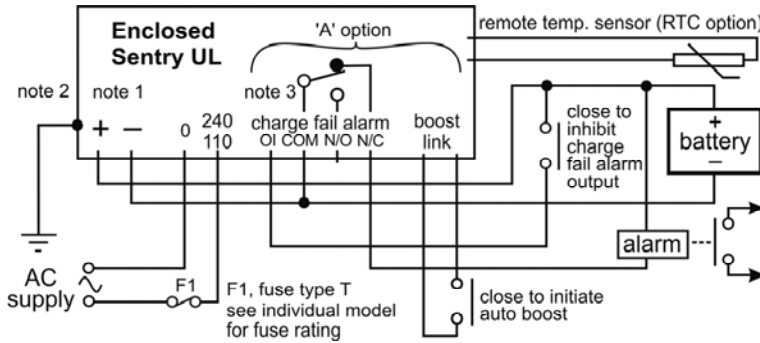 Enclosed
Sentry UL
'A' option
remote temp. sensor (RTC option)
note 2
note 1
note 3
+
−
0
240
110
charge fail alarm
OI COM N/O N/C
boost
link
close to
inhibit
charge
fail alarm
output
+
battery
−
alarm
AC
supply
F1
F1, fuse type T
see individual model
for fuse rating
close to initiate
auto boost